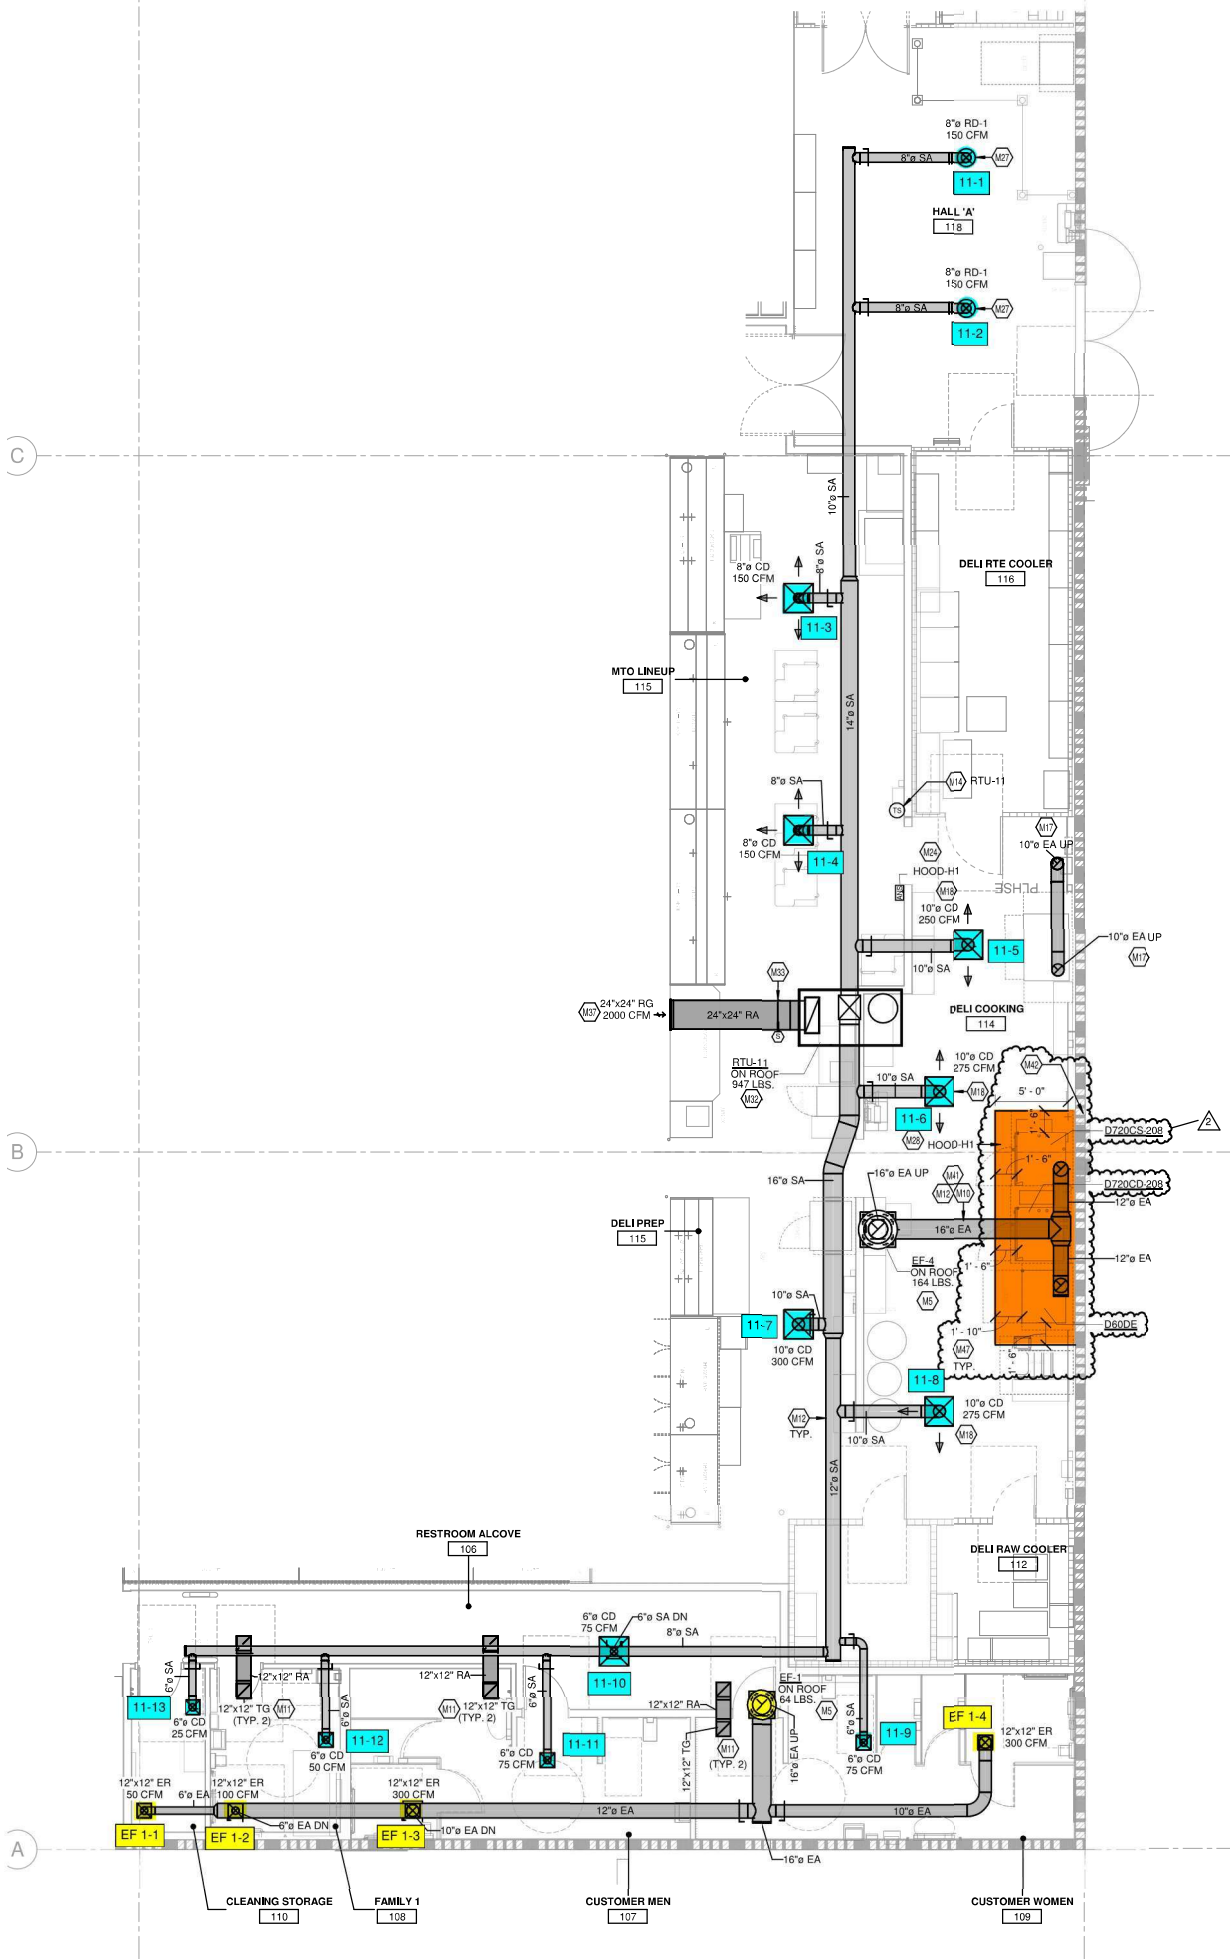 8"ø RD-1
150 CFM
8"ø SA
M27
11-1
HALL 'A'
118
8"ø RD-1
150 CFM
8"ø SA
M27
11-2
C
10"ø SA
DELI RTE COOLER
116
8"ø CD
150 CFM
8"ø SA
11-3
MTO LINEUP
115
14"ø SA
8"ø SA
M14
RTU-11
TS
8"ø CD
150 CFM
11-4
M24
HOOD-H1
ANS
M18
M17
10"ø EA UP
PLHSE
10"ø CD
250 CFM
11-5
10"ø SA
10"ø EA UP
M17
M33
M37
24"x24" RG
2000 CFM
24"x24" RA
S
DELI COOKING
114
RTU-11
ON ROOF
947 LBS.
M32
10"ø SA
10"ø CD
275 CFM
M18
11-6
M42
5' - 0"
M28
HOOD-H1
1' - 6"
1' - 6"
D720CS-208
2
B
16"ø SA
16"ø EA UP
M41
M12
M10
D720CD-208
12"ø EA
DELI PREP
115
16"ø EA
EF-4
ON ROOF
164 LBS.
M5
1' - 6"
12"ø EA
10"ø SA
11-7
10"ø CD
300 CFM
1' - 10"
M47
TYP.
1' - 6"
D60DE
11-8
10"ø CD
275 CFM
M12
TYP.
10"ø SA
M18
12"ø SA
RESTROOM ALCOVE
106
DELI RAW COOLER
112
6"ø CD
75 CFM
6"ø SA DN
8"ø SA
11-10
6"ø SA
12"x12" RA
12"x12" TG
(TYP. 2)
M11
6"ø SA
12"x12" RA
M11
12"x12" TG
(TYP. 2)
6"ø SA
12"x12" RA
12"x12" TG
M11
(TYP. 2)
EF-1
ON ROOF
64 LBS.
M5
16"ø EA UP
6"ø SA
11-9
6"ø CD
75 CFM
EF 1-4
12"x12" ER
300 CFM
11-13
6"ø CD
25 CFM
11-12
6"ø CD
50 CFM
11-11
6"ø CD
75 CFM
12"x12" ER
50 CFM
6"ø EA
12"x12" ER
100 CFM
12"x12" ER
300 CFM
12"ø EA
10"ø EA
EF 1-1
EF 1-2
6"ø EA DN
EF 1-3
10"ø EA DN
16"ø EA
A
CLEANING STORAGE
110
FAMILY 1
108
CUSTOMER MEN
107
CUSTOMER WOMEN
109